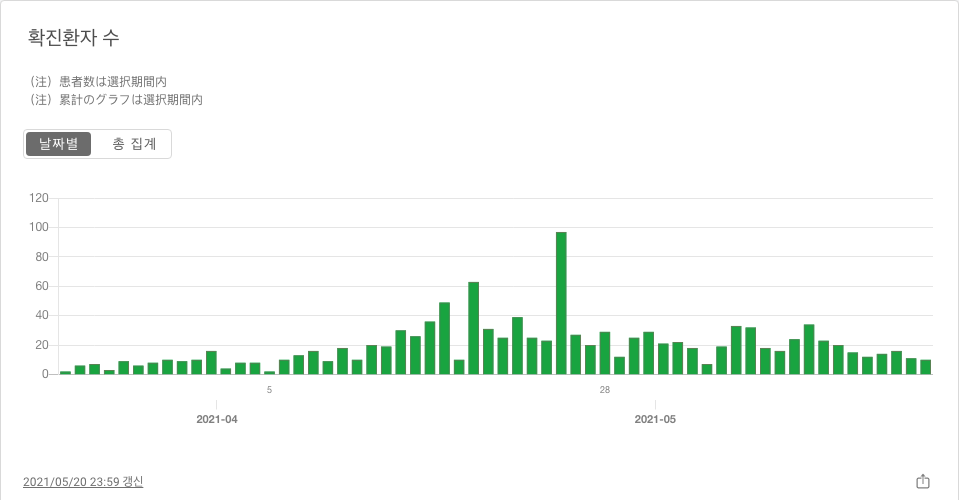 확진환자 수
（注）患者数は選択期間内
（注）累計のグラフは選択期間内
날짜별 총 집계
120
100
80
60
40
20
0
5 28
2021-04 2021-05
2021/05/20 23:59 갱신